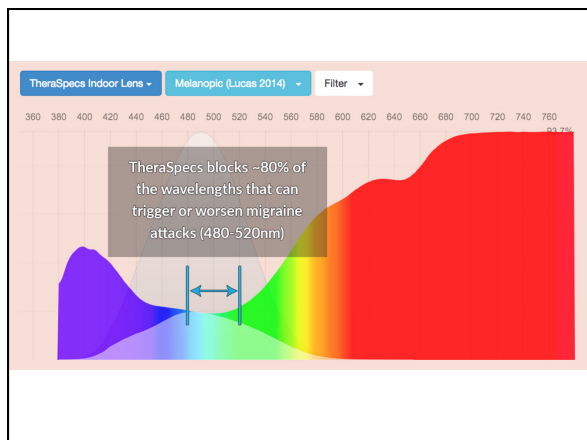 TheraSpecs Indoor Lens Melanopic (Lucas 2014) Filter
360 380 400 420 440 460 480 500 520 540 560 580 600 620 640 660 680 700 720 740 760
93.7%
TheraSpecs blocks ~80% of
the wavelengths that can
trigger or worsen migraine
attacks (480-520nm)